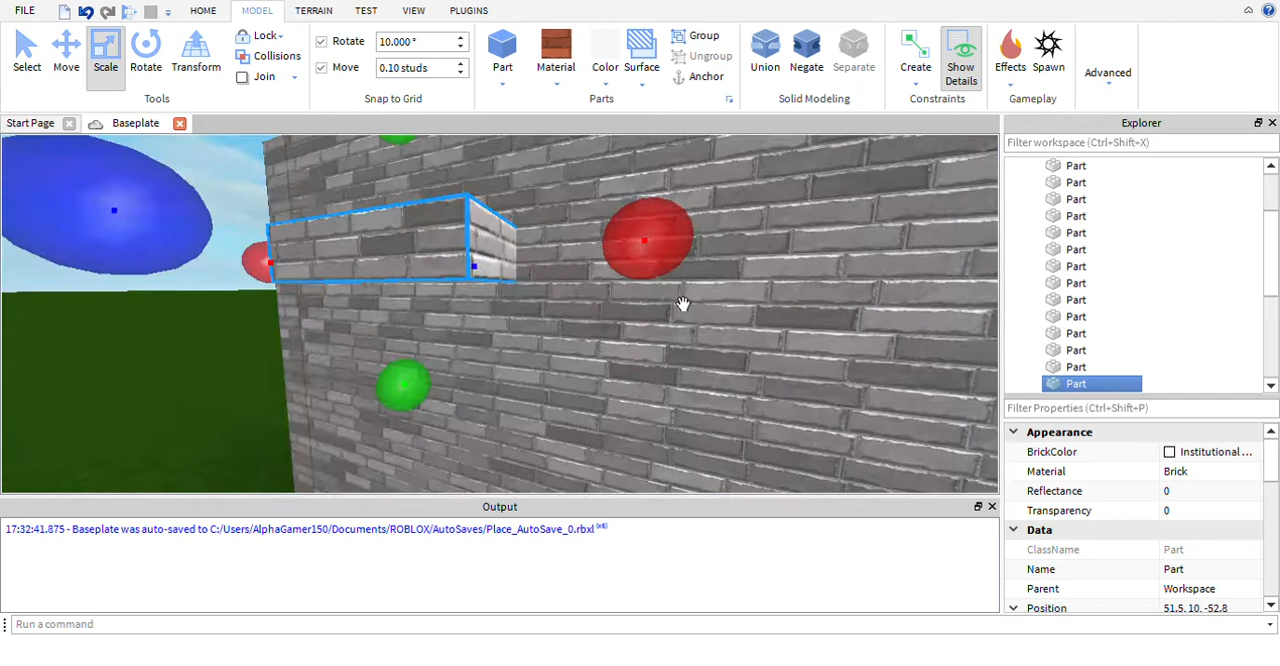 FILE HOME MODEL TERRAIN TEST VIEW PLUGINS
Select Move Scale Rotate Transform
Lock
Collisions
Join
Tools
Rotate 10.000 °
Move 0.10 studs
Snap to Grid
Part Material Color Surface
Group
Ungroup
Anchor
Parts
Union Negate Separate
Solid Modeling
Create Show Details
Constraints
Effects Spawn
Gameplay
Advanced
Start Page Baseplate
Explorer
Filter workspace (Ctrl+Shift+X)
Part
Part
Part
Part
Part
Part
Part
Part
Part
Part
Part
Part
Part
Part
Filter Properties (Ctrl+Shift+P)
Appearance
BrickColor Institutional ...
Material Brick
Reflectance 0
Transparency 0
Data
ClassName Part
Name Part
Parent Workspace
Position 51.5, 10, -52.8
Output
17:32:41.875 - Baseplate was auto-saved to C:/Users/AlphaGamer150/Documents/ROBLOX/AutoSaves/Place_AutoSave_0.rbxl (x6)
Run a command